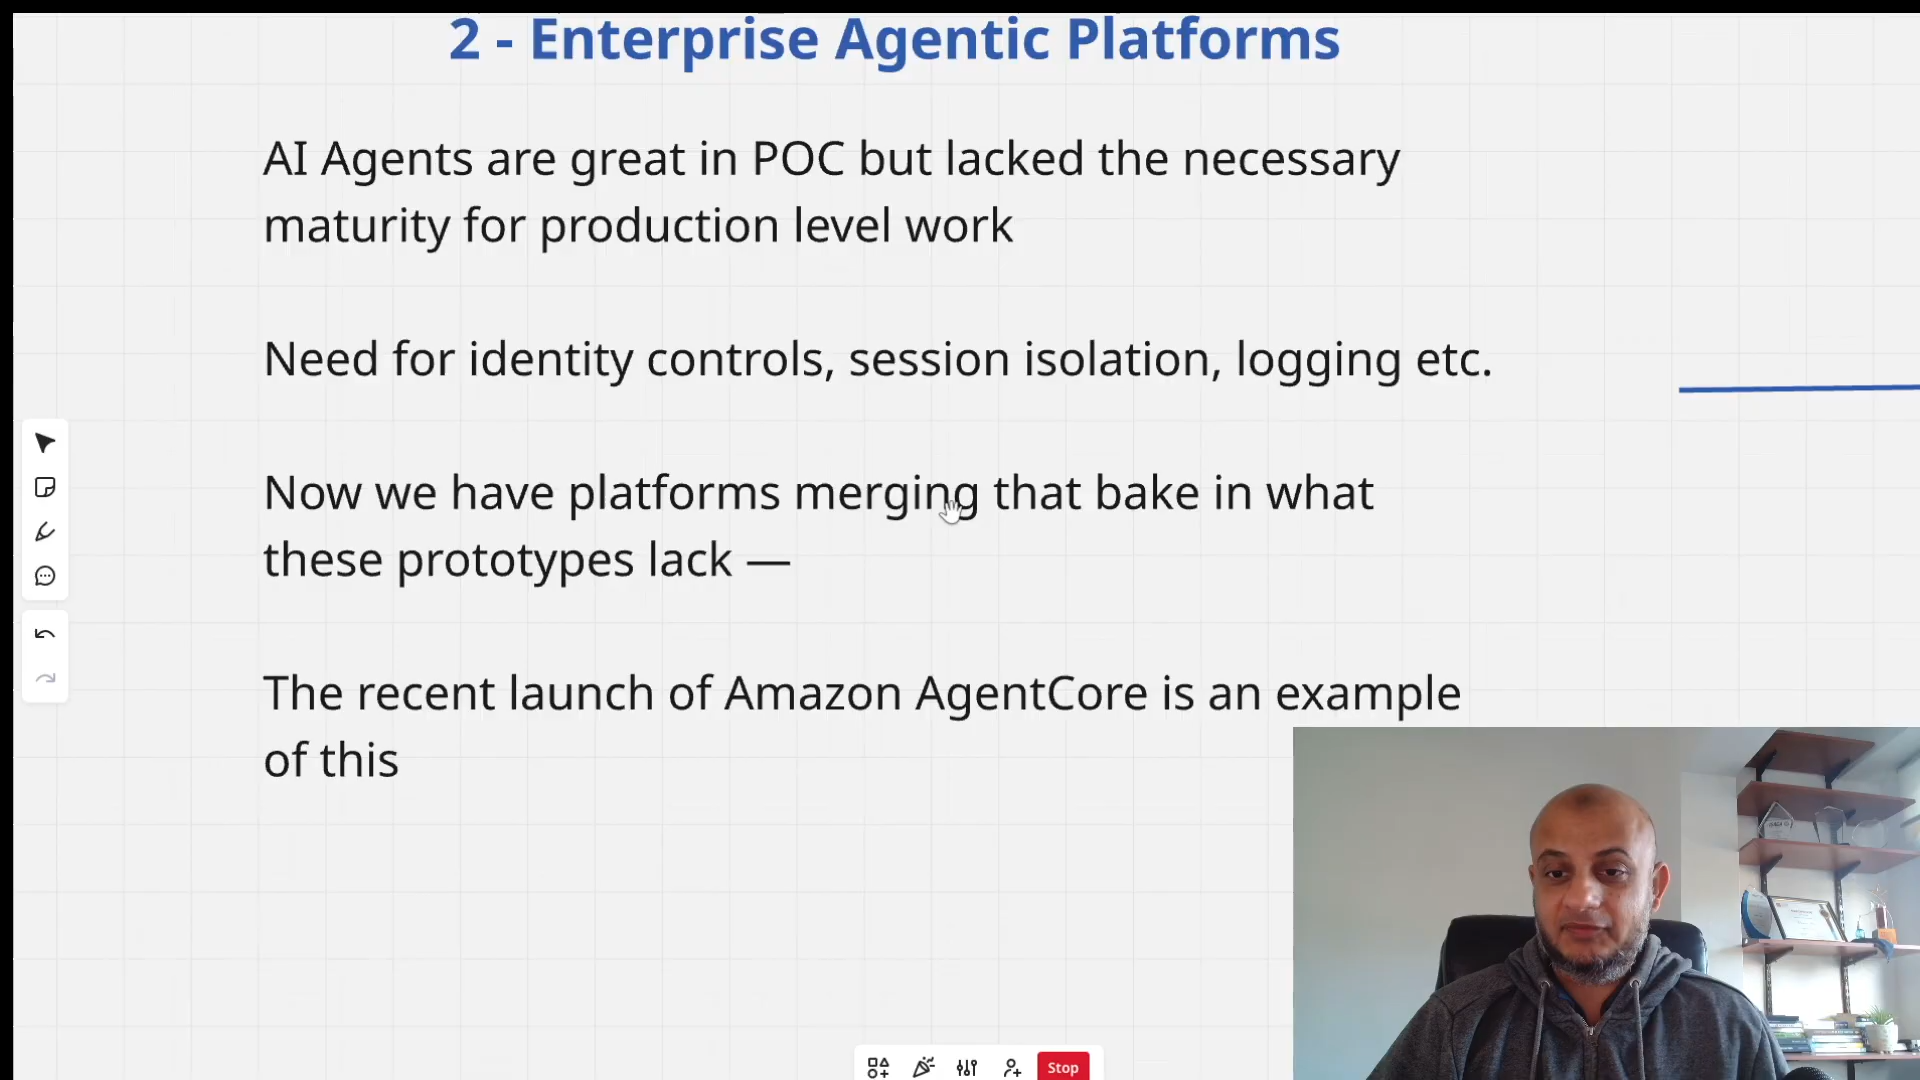 2 - Enterprise Agentic Platforms
AI Agents are great in POC but lacked the necessary
maturity for production level work
Need for identity controls, session isolation, logging etc.
Now we have platforms merging that bake in what
these prototypes lack —
The recent launch of Amazon AgentCore is an example
of this
Stop